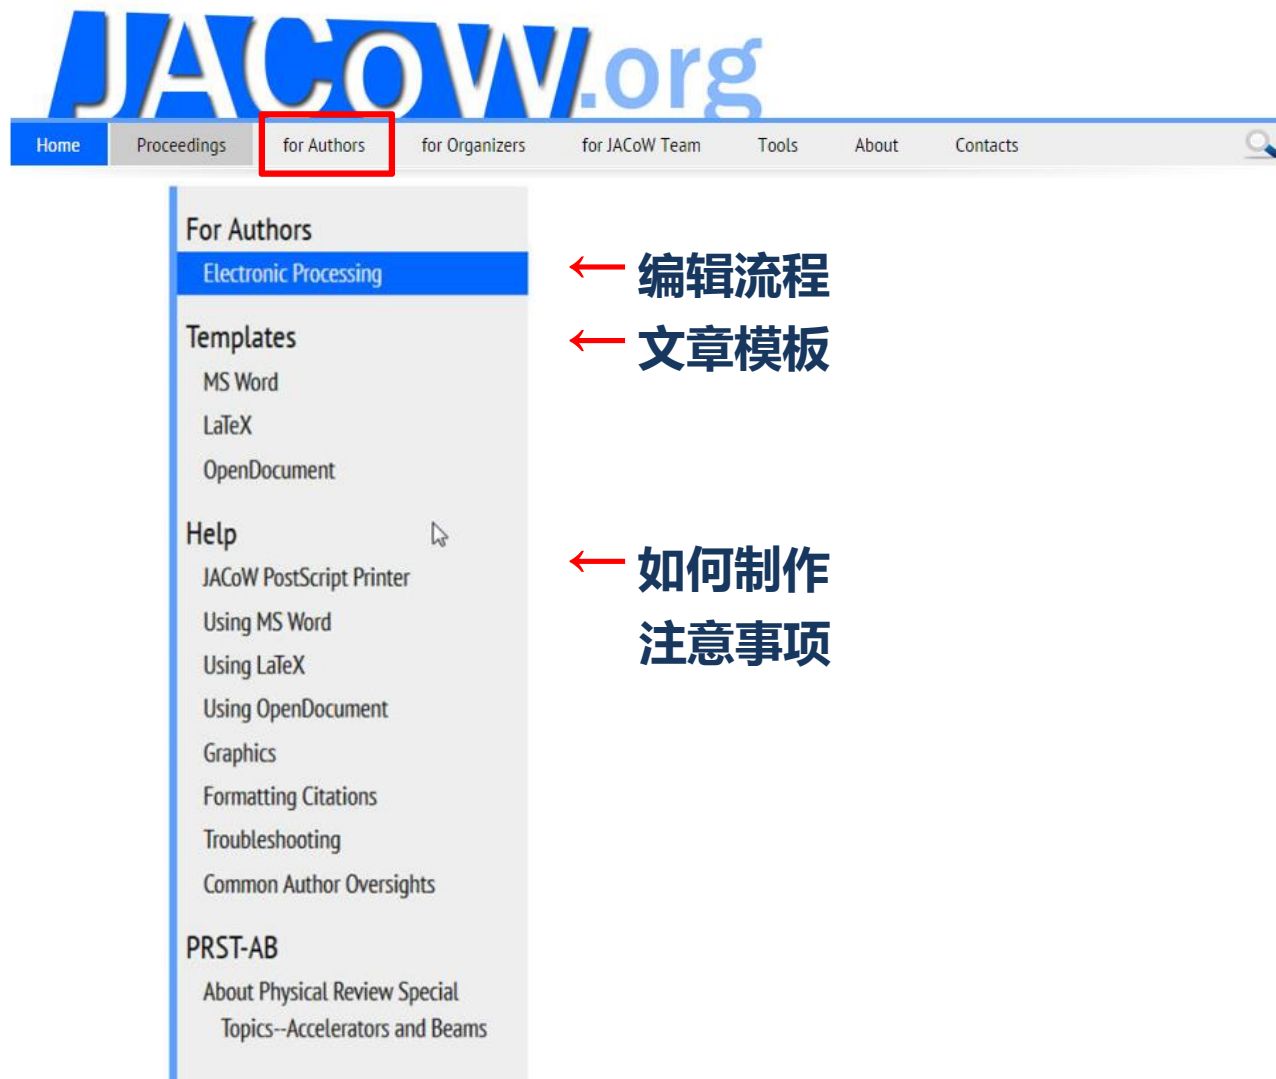 JACoW.org
Home Proceedings for Authors for Organizers for JACoW Team Tools About Contacts
For Authors
Electronic Processing
← 编辑流程
Templates
← 文章模板
MS Word
LaTeX
OpenDocument
Help
← 如何制作
注意事项
JACoW PostScript Printer
Using MS Word
Using LaTeX
Using OpenDocument
Graphics
Formatting Citations
Troubleshooting
Common Author Oversights
PRST-AB
About Physical Review Special
Topics--Accelerators and Beams